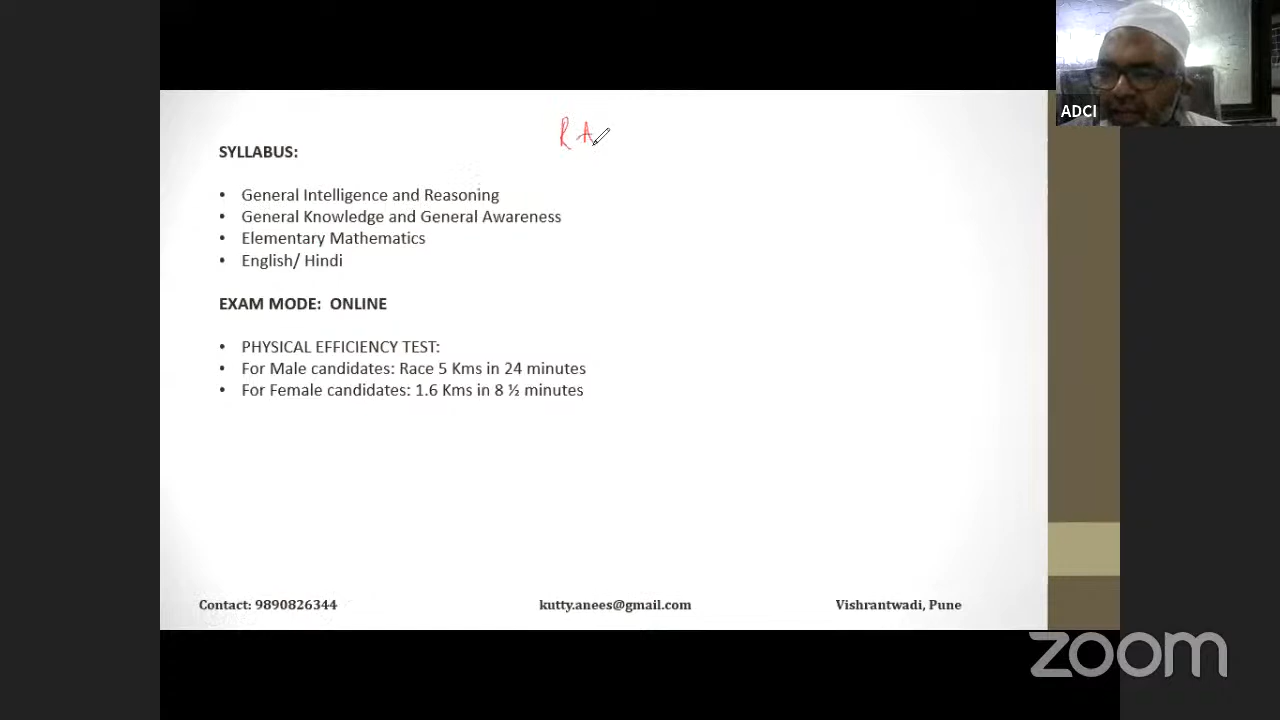 ADCI
R A
SYLLABUS:
• General Intelligence and Reasoning
• General Knowledge and General Awareness
• Elementary Mathematics
• English/ Hindi
EXAM MODE: ONLINE
• PHYSICAL EFFICIENCY TEST:
• For Male candidates: Race 5 Kms in 24 minutes
• For Female candidates: 1.6 Kms in 8 ½ minutes
Contact: 9890826344 kutty.anees@gmail.com Vishrantwadi, Pune
zoom